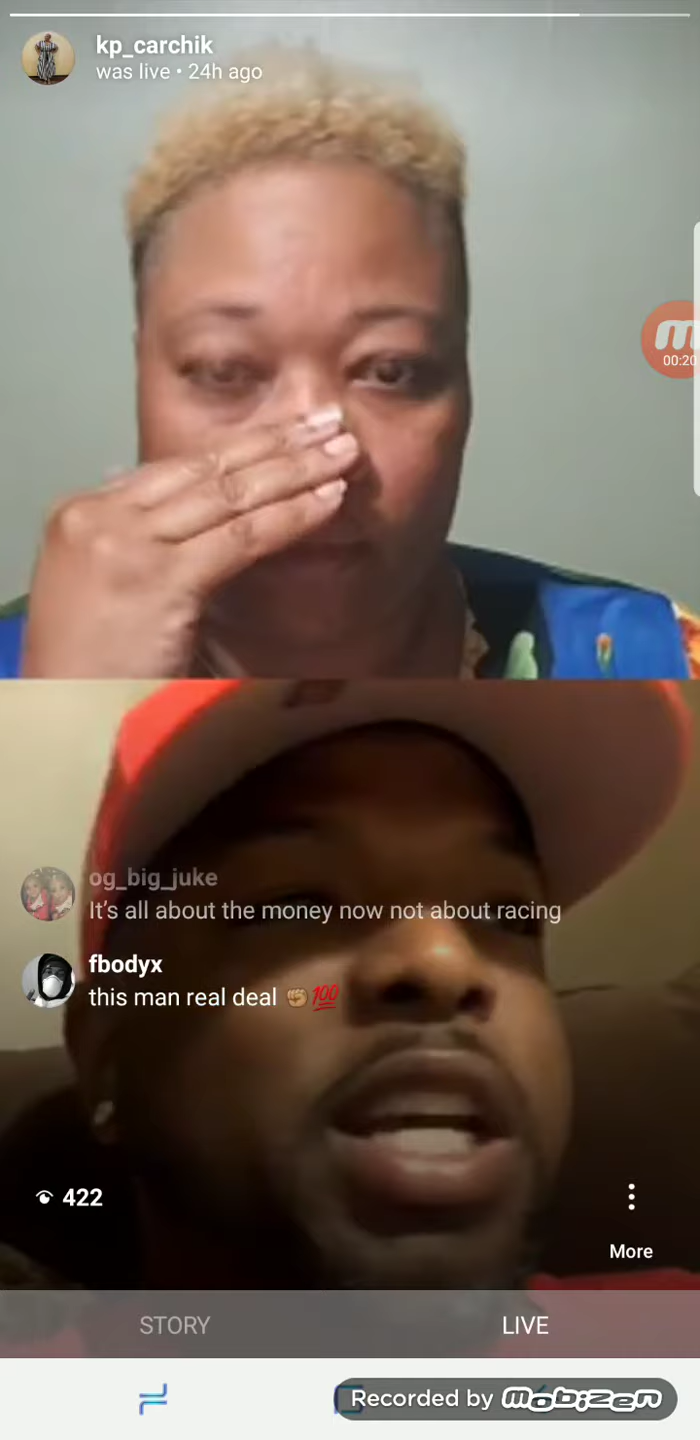 kp_carchik
was live • 24h ago
00:20
og_big_juke
It's all about the money now not about racing
fbodyx
this man real deal ✊🏽💯
422
More
STORY
LIVE
Recorded by mobizen